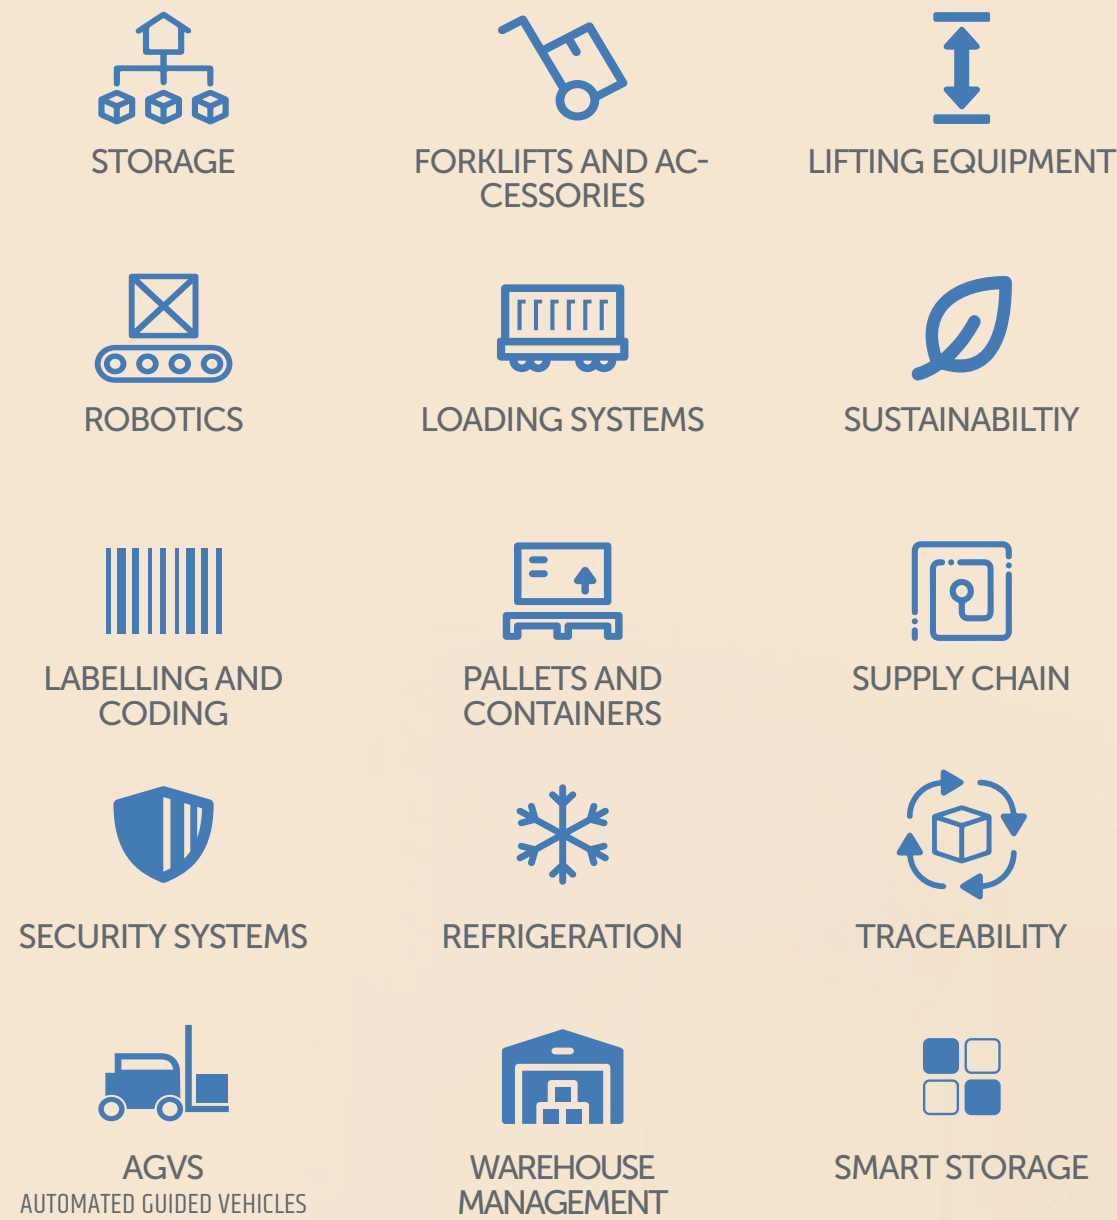 STORAGE
FORKLIFTS AND AC-
CESSORIES
LIFTING EQUIPMENT
ROBOTICS
LOADING SYSTEMS
SUSTAINABILTIY
LABELLING AND
CODING
PALLETS AND
CONTAINERS
SUPPLY CHAIN
SECURITY SYSTEMS
REFRIGERATION
TRACEABILITY
AGVS
AUTOMATED GUIDED VEHICLES
WAREHOUSE
MANAGEMENT
SMART STORAGE